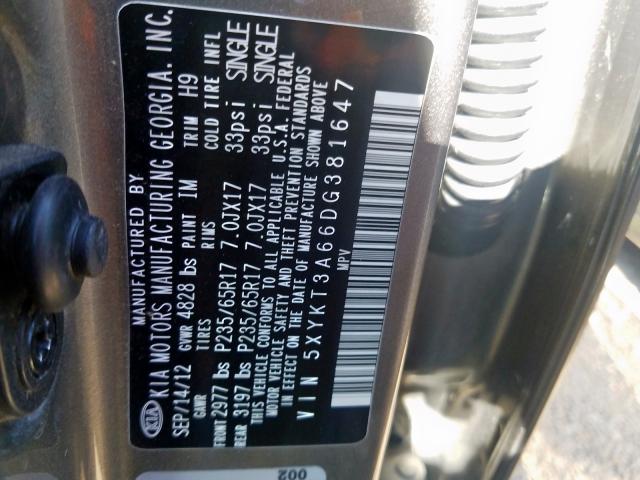 MANUFACTURED BY
KIA KIA MOTORS MANUFACTURING GEORGIA. INC.
SEP/14/12 GVWR 4828 lbs PAINT IM TRIM H9
GAWR TIRES RIMS COLD TIRE INFL
FRONT 2977 lbs P235/65R17 7.0JX17 33psi SINGLE
REAR 3197 lbs P235/65R17 7.0JX17 33psi SINGLE
THIS VEHICLE CONFORMS TO ALL APPLICABLE U.S.A. FEDERAL
MOTOR VEHICLE SAFETY AND THEFT PREVENTION STANDARDS
IN EFFECT ON THE DATE OF MANUFACTURE SHOWN ABOVE
VIN 5XYKT3A66DG381647
MPV
002